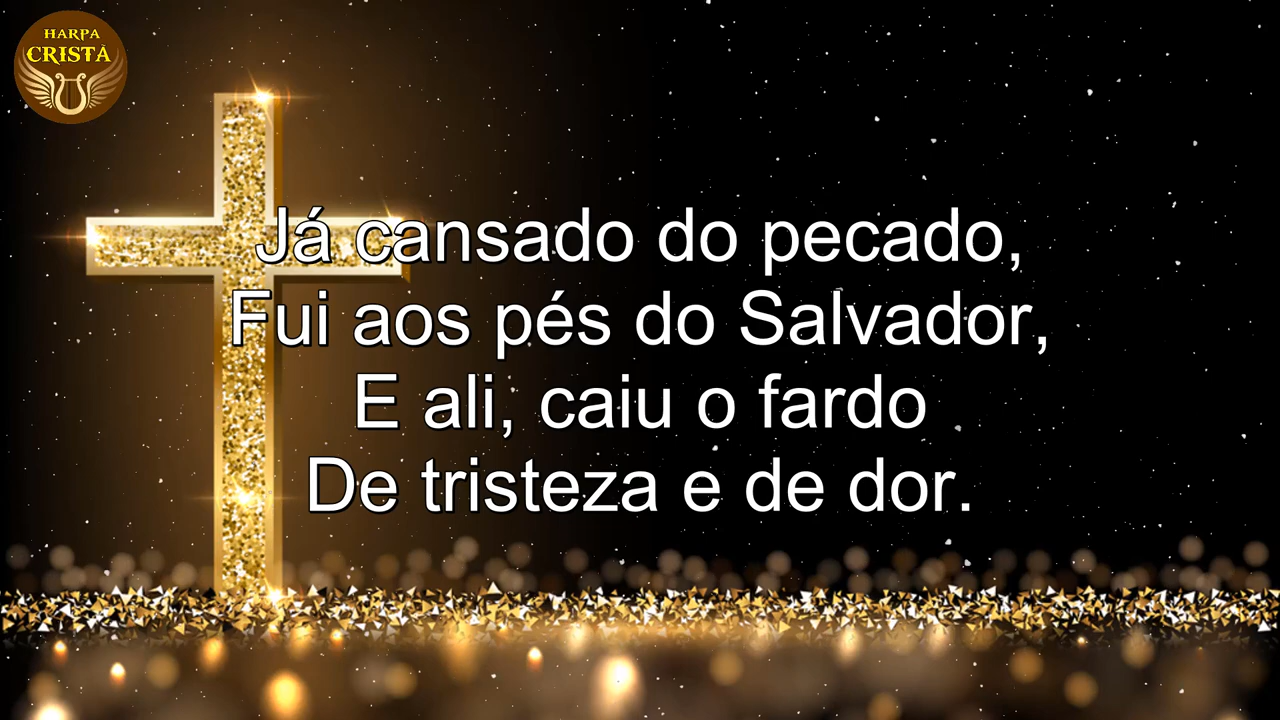 HARPA
CRISTÃ
Já cansado do pecado,
Fui aos pés do Salvador,
E ali, caiu o fardo
De tristeza e de dor.